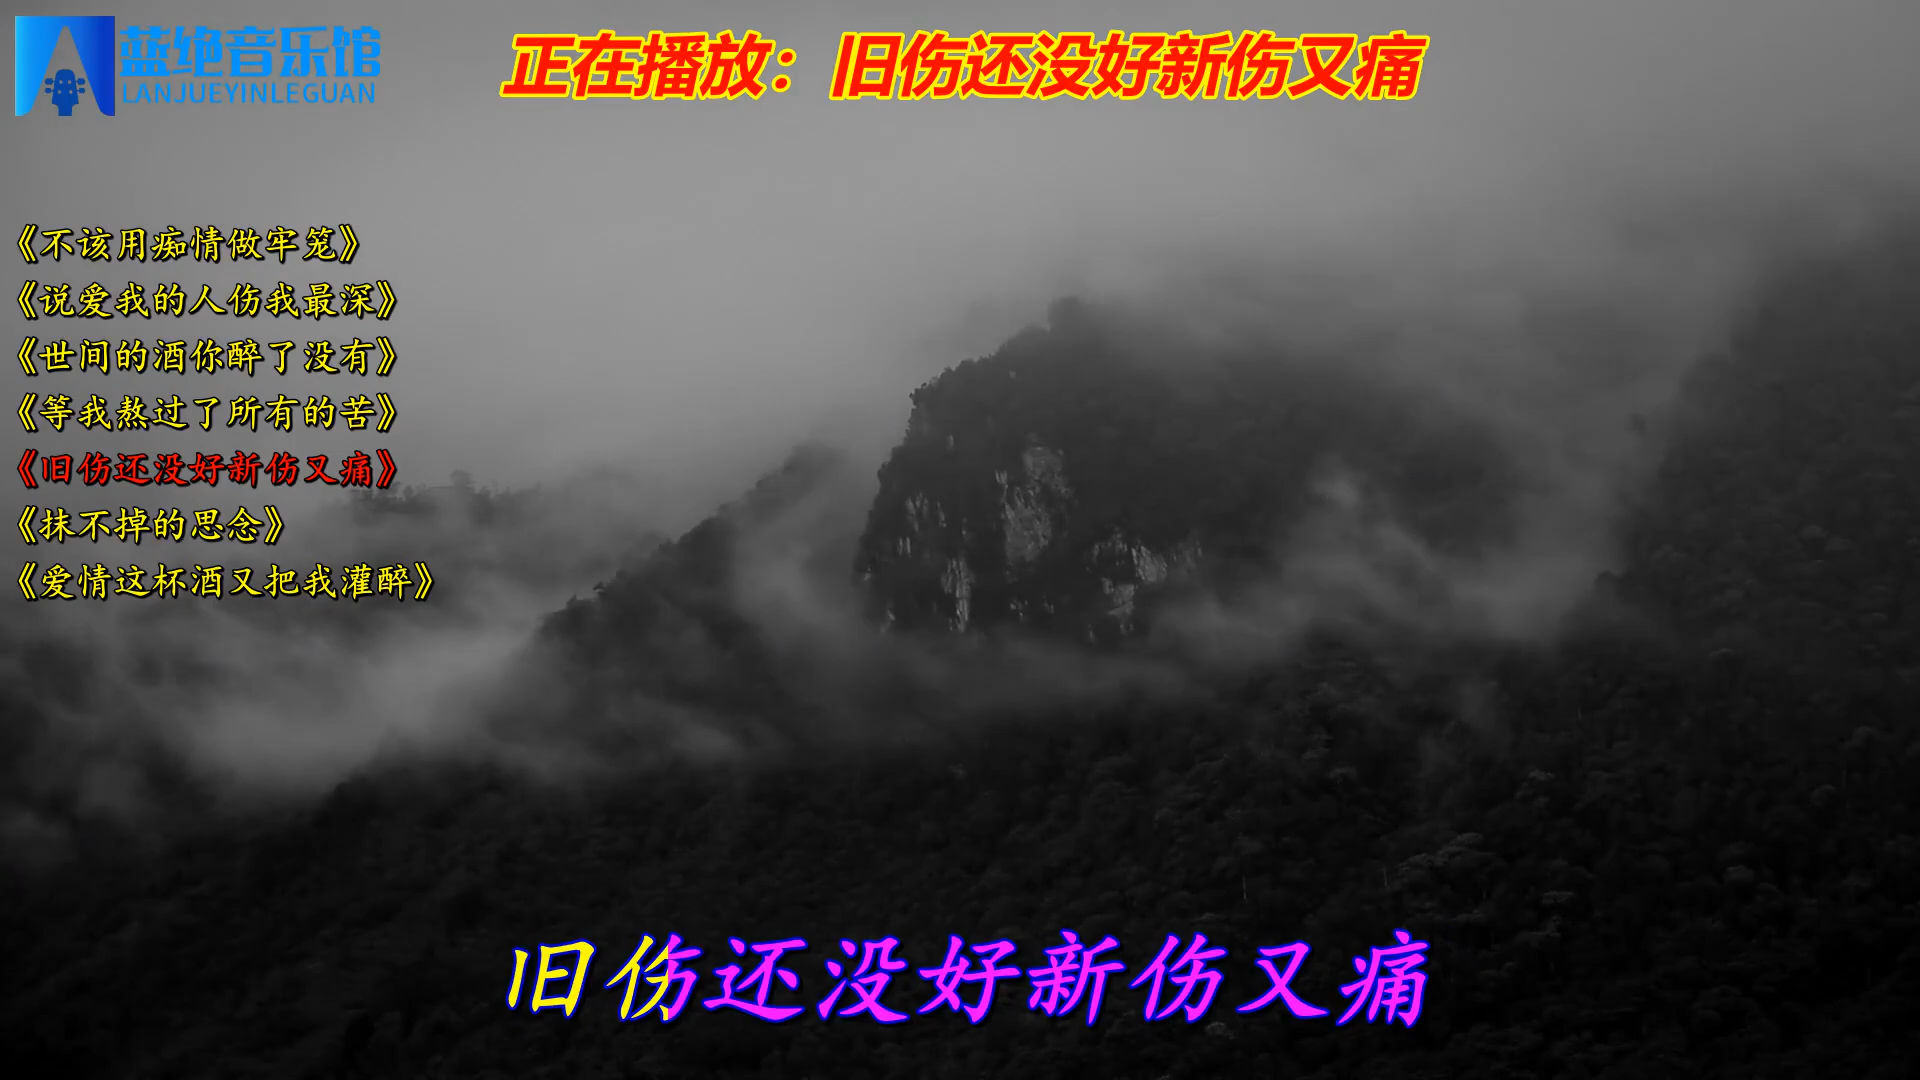 蓝绝音乐馆
LANJUEYINLEGUAN
正在播放：旧伤还没好新伤又痛
《不该用痴情做牢笼》
《说爱我的人伤我最深》
《世间的酒你醉了没有》
《等我熬过了所有的苦》
《旧伤还没好新伤又痛》
《抹不掉的思念》
《爱情这杯酒又把我灌醉》
旧伤还没好新伤又痛